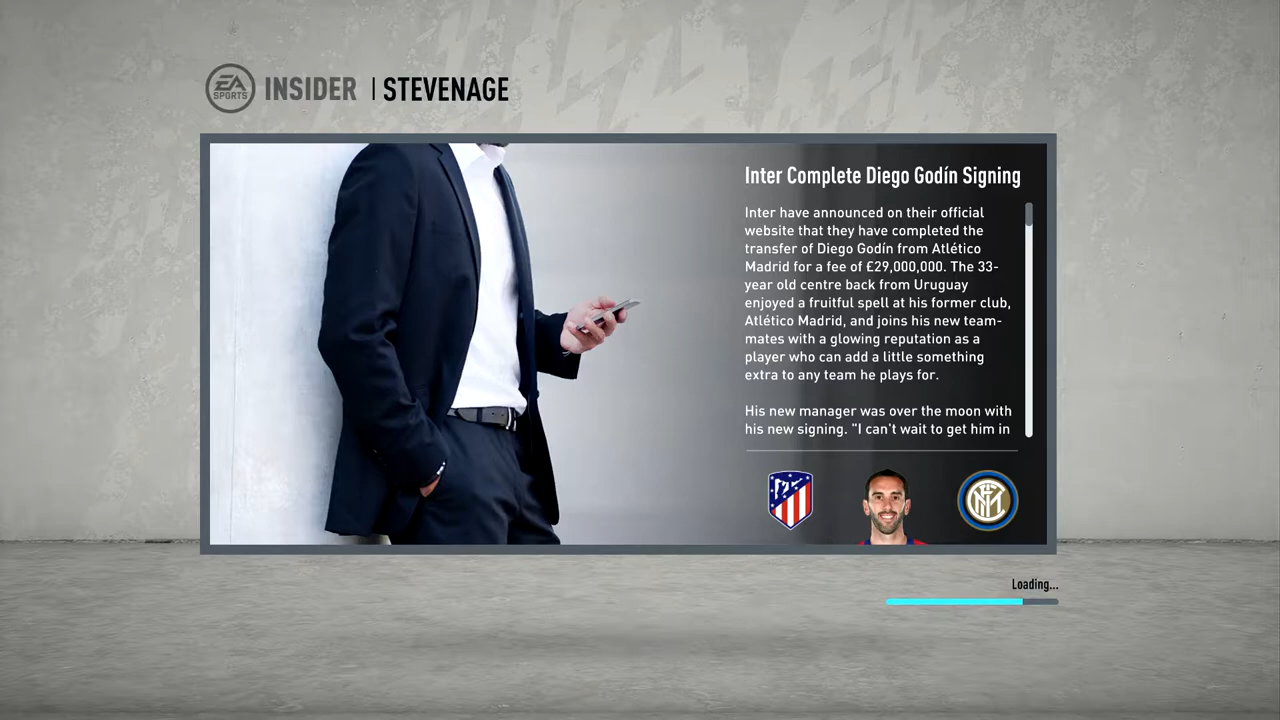 EA
SPORTS
INSIDER | STEVENAGE
Inter Complete Diego Godín Signing
Inter have announced on their official
website that they have completed the
transfer of Diego Godín from Atlético
Madrid for a fee of £29,000,000. The 33-
year old centre back from Uruguay
enjoyed a fruitful spell at his former club,
Atlético Madrid, and joins his new team-
mates with a glowing reputation as a
player who can add a little something
extra to any team he plays for.
His new manager was over the moon with
his new signing. "I can't wait to get him in
Loading...